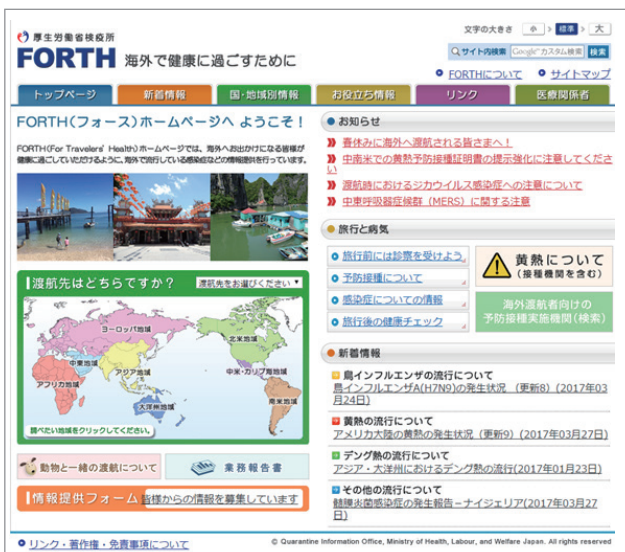 厚生労働省検疫所
FORTH 海外で健康に過ごすために
文字の大きさ 小 > 標準 > 大
サイト内検索 Google カスタム検索 検索
FORTHについて サイトマップ
トップページ 新着情報 国・地域別情報 お役立ち情報 リンク 医療関係者
FORTH(フォース)ホームページへ ようこそ!
FORTH(For Travelers' Health)ホームページでは、海外へお出かけになる皆様が
健康に過ごしていただけるように、海外で流行している感染症などの情報提供を行っています。
渡航先はどちらですか? 渡航先をお選びください
ヨーロッパ地域
北米地域
中東地域
アジア地域
中米・カリブ海地域
アフリカ地域
大洋州地域
南米地域
調べたい地域をクリックしてください。
動物と一緒の渡航について 業務報告書
情報提供フォーム 皆様からの情報を募集しています
お知らせ
春休みに海外へ渡航される皆さまへ!
中南米での黄熱予防接種証明書の提示強化に注意してくださ
い
渡航時におけるジカウイルス感染症への注意について
中東呼吸器症候群(MERS)に関する注意
旅行と病気
旅行前には診察を受けよう
予防接種について
感染症についての情報
旅行後の健康チェック
黄熱について
(接種機関を含む)
海外渡航者向けの
予防接種実施機関(検索)
新着情報
鳥インフルエンザの流行について
鳥インフルエンザA(H7N9)の発生状況 (更新8) (2017年03
月24日)
黄熱の流行について
アメリカ大陸の黄熱の発生状況 (更新9) (2017年03月27日)
デング熱の流行について
アジア・大洋州におけるデング熱の流行(2017年01月23日)
その他の流行について
髄膜炎菌感染症の発生報告-ナイジェリア(2017年03月27
日)
リンク・著作権・免責事項について
© Quarantine Information Office, Ministry of Health, Labour, and Welfare Japan. All rights reserved